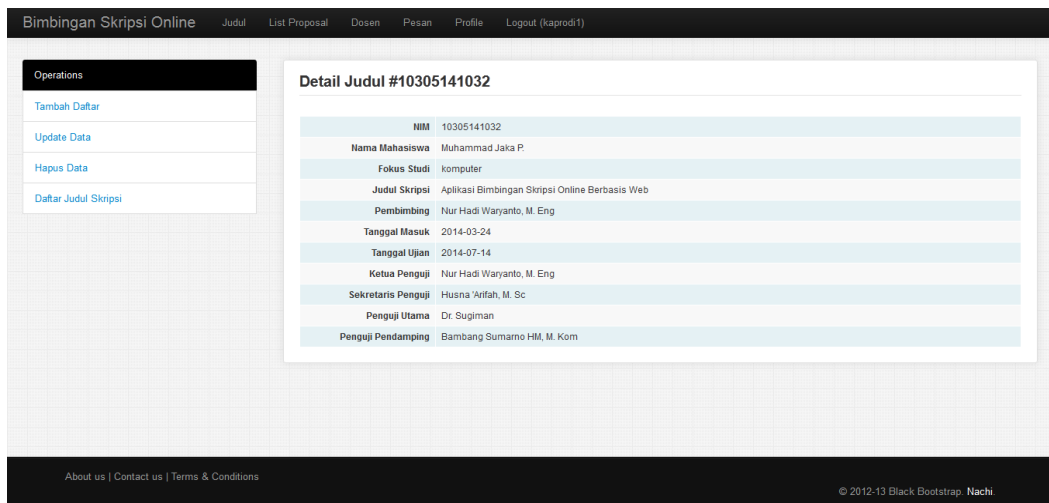 Bimbingan Skripsi Online Judul List Proposal Dosen Pesan Profile Logout (kaprodi1)
Operations
Tambah Daftar
Update Data
Hapus Data
Daftar Judul Skripsi
Detail Judul #10305141032
NIM 10305141032
Nama Mahasiswa Muhammad Jaka P.
Fokus Studi komputer
Judul Skripsi Aplikasi Bimbingan Skripsi Online Berbasis Web
Pembimbing Nur Hadi Waryanto, M. Eng
Tanggal Masuk 2014-03-24
Tanggal Ujian 2014-07-14
Ketua Penguji Nur Hadi Waryanto, M. Eng
Sekretaris Penguji Husna 'Arifah, M. Sc
Penguji Utama Dr. Sugiman
Penguji Pendamping Bambang Sumarno HM, M. Kom
About us | Contact us | Terms & Conditions
© 2012-13 Black Bootstrap. Nachi.